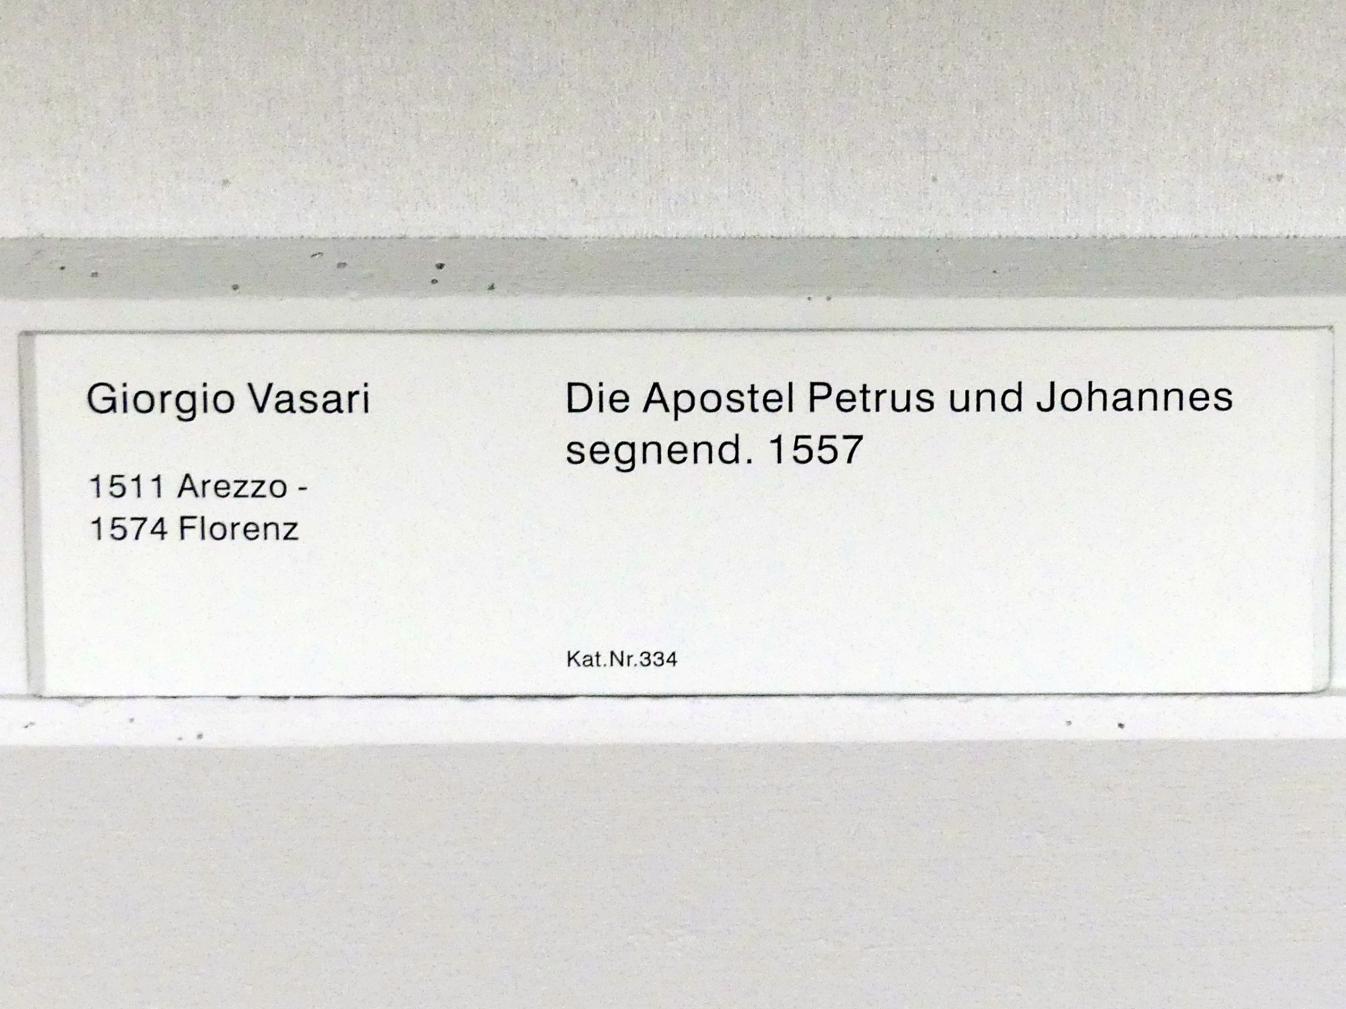 Giorgio Vasari
1511 Arezzo -
1574 Florenz
Die Apostel Petrus und Johannes
segnend. 1557
Kat.Nr.334